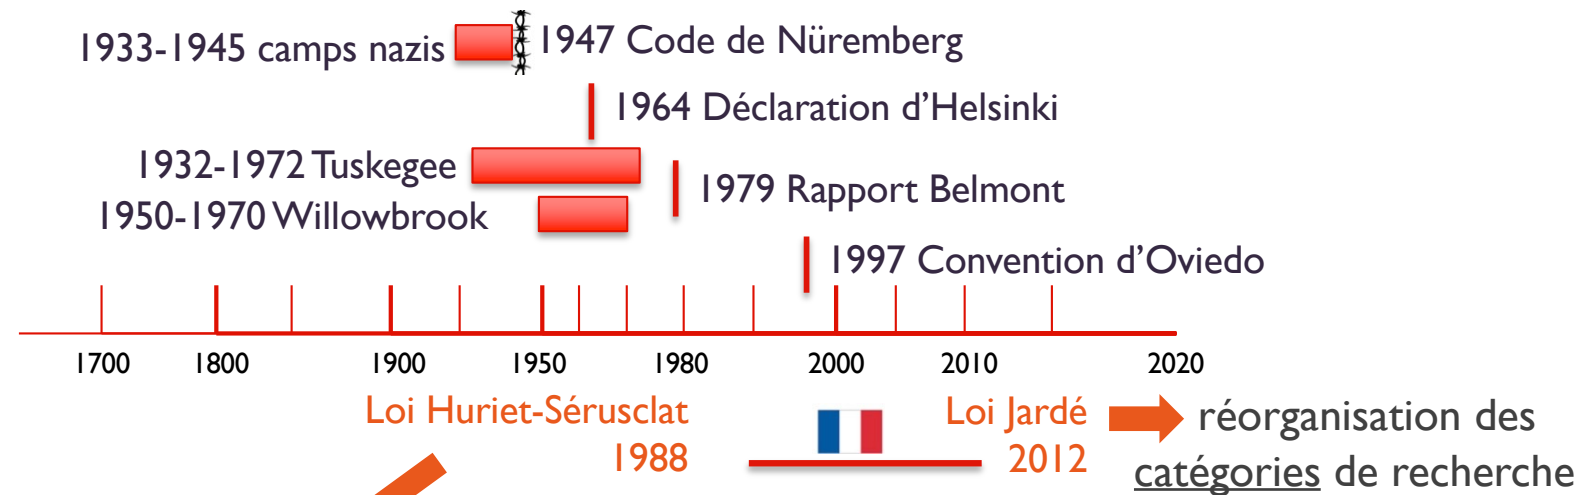 1933-1945 camps nazis
1947 Code de Nüremberg
1964 Déclaration d’Helsinki
1932-1972 Tuskegee
1979 Rapport Belmont
1950-1970 Willowbrook
1997 Convention d’Oviedo
1700 1800 1900 1950 1980 2000 2010 2020
Loi Huriet-Sérusclat
1988
Loi Jardé
2012
réorganisation des
catégories de recherche